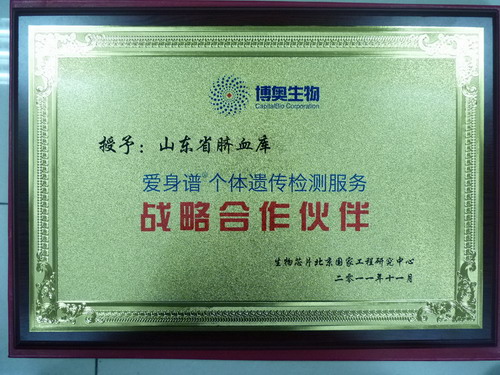 博奥生物
CapitalBio Corporation
授予：山东省脐血库
爱身谱®个体遗传检测服务
战略合作伙伴
生物芯片北京国家工程研究中心
二零一一年十一月